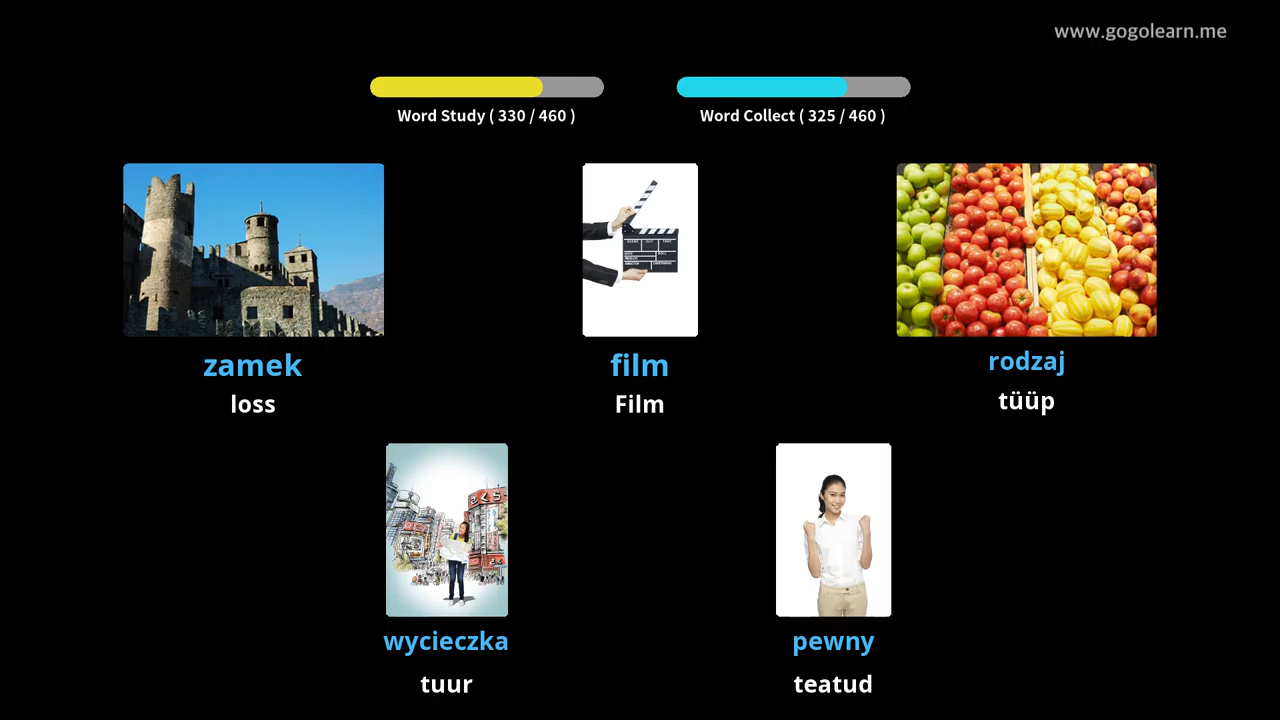 www.gogolearn.me
Word Study ( 330 / 460 )
Word Collect ( 325 / 460 )
zamek
loss
film
Film
rodzaj
tüüp
wycieczka
tuur
pewny
teatud